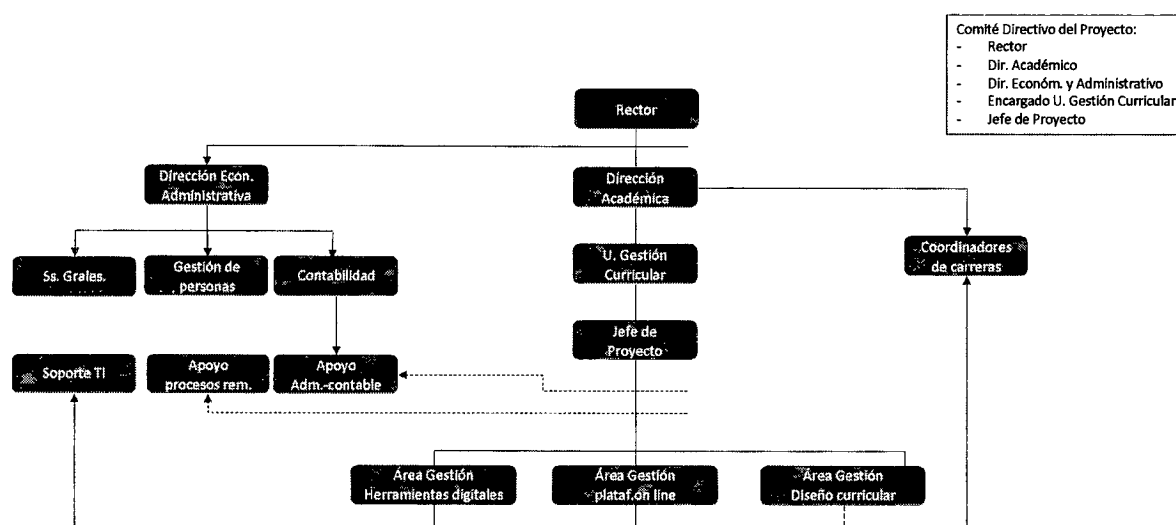 Comité Directivo del Proyecto:
- Rector
- Dir. Académico
- Dir. Económ. y Administrativo
- Encargado U. Gestión Curricular
- Jefe de Proyecto
Rector
Dirección Econ.
Administrativa
Dirección
Académica
Ss. Grales.
Gestión de
personas
Contabilidad
U. Gestión
Curricular
Coordinadores
de carreras
Jefe de
Proyecto
Soporte TI
Apoyo
procesos rem.
Apoyo
Adm.-contable
Área Gestión
Herramientas digitales
Área Gestión
plataf.on line
Área Gestión
Diseño curricular